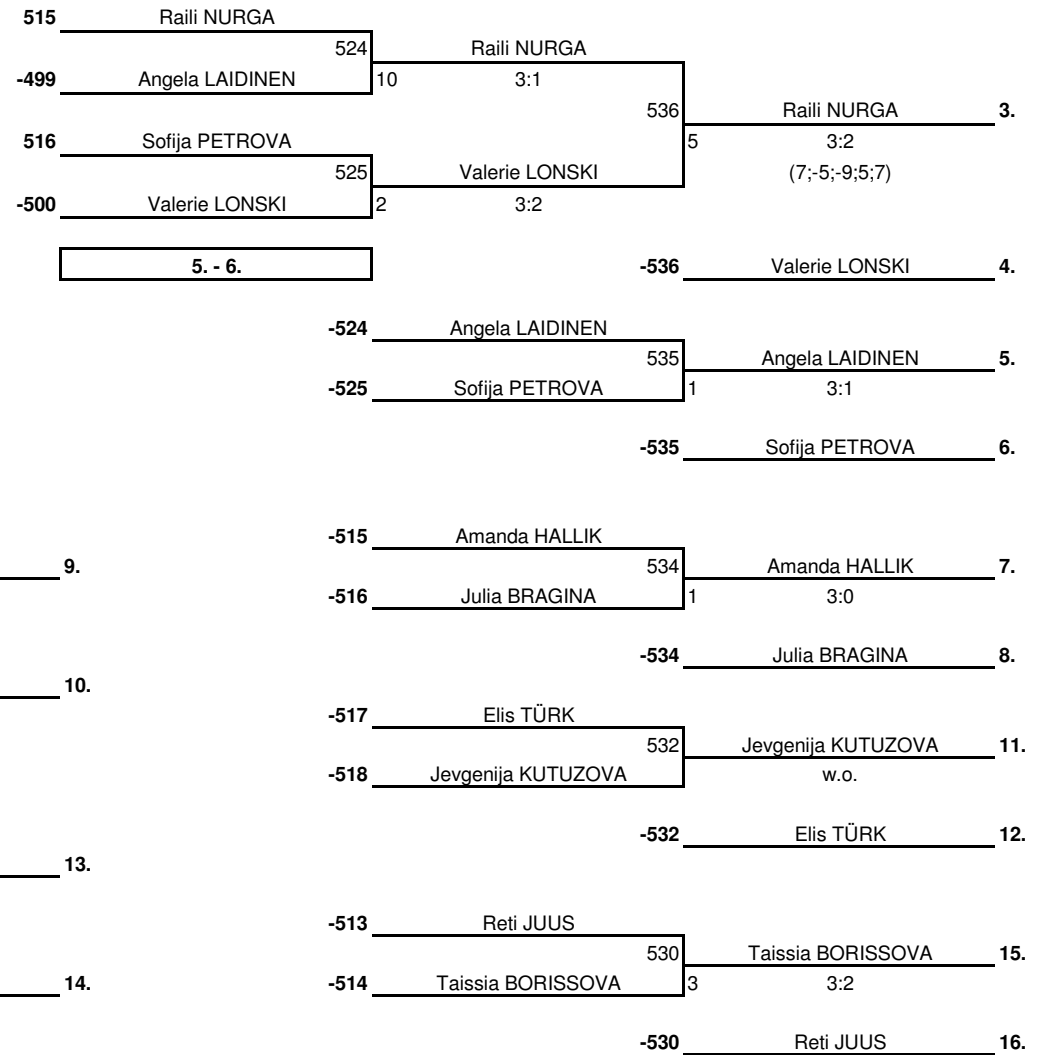 515 Raili NURGA
524 Raili NURGA
-499 Angela LAIDINEN 10 3:1
536 Raili NURGA 3.
516 Sofija PETROVA 5 3:2
525 Valerie LONSKI (7;-5;-9;5;7)
-500 Valerie LONSKI 2 3:2
5. - 6. -536 Valerie LONSKI 4.
-524 Angela LAIDINEN
535 Angela LAIDINEN 5.
-525 Sofija PETROVA 1 3:1
-535 Sofija PETROVA 6.
-515 Amanda HALLIK
9. 534 Amanda HALLIK 7.
-516 Julia BRAGINA 1 3:0
-534 Julia BRAGINA 8.
10.
-517 Elis TÜRK
532 Jevgenija KUTUZOVA 11.
-518 Jevgenija KUTUZOVA w.o.
-532 Elis TÜRK 12.
13.
-513 Reti JUUS
530 Taissia BORISSOVA 15.
14. -514 Taissia BORISSOVA 3 3:2
-530 Reti JUUS 16.